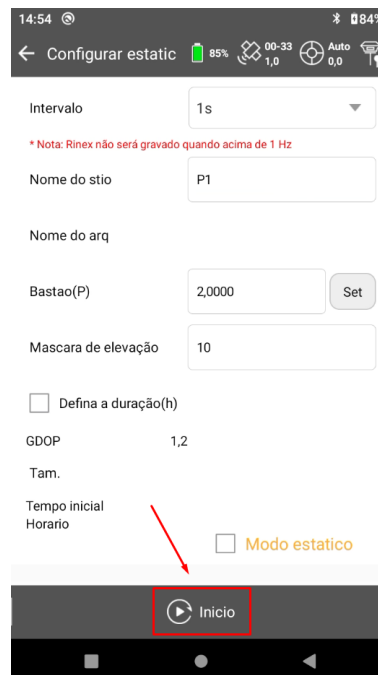 14:54 84%
Configurar estatic 85% 00-33 1,0 Auto 0,0
Intervalo 1s
* Nota: Rinex não será gravado quando acima de 1 Hz
Nome do stio P1
Nome do arq
Bastao(P) 2,0000 Set
Mascara de elevação 10
Defina a duração(h)
GDOP 1,2
Tam.
Tempo inicial
Horario
Modo estatico
Inicio